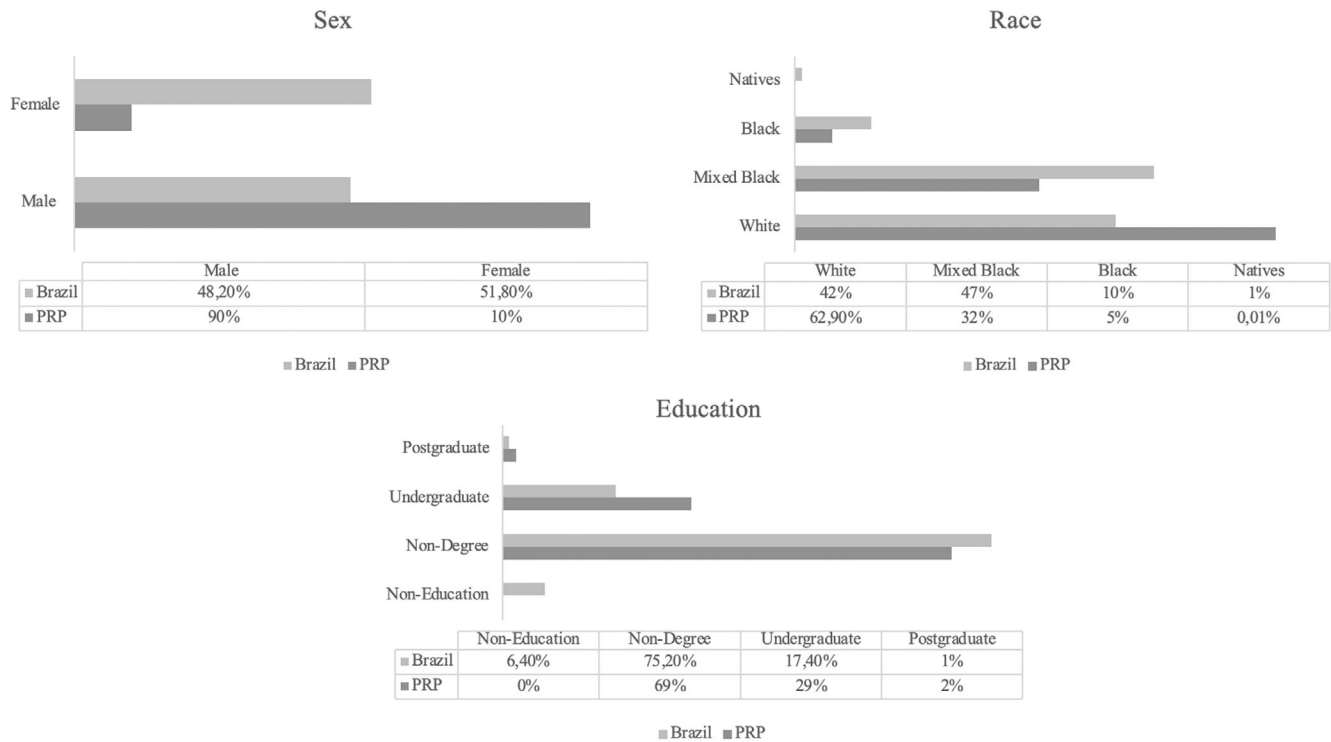 Sex
Female
Male
Male Female
Brazil 48,20% 51,80%
PRP 90% 10%
Brazil PRP
Race
Natives
Black
Mixed Black
White
White Mixed Black Black Natives
Brazil 42% 47% 10% 1%
PRP 62,90% 32% 5% 0,01%
Brazil PRP
Education
Postgraduate
Undergraduate
Non-Degree
Non-Education
Non-Education Non-Degree Undergraduate Postgraduate
Brazil 6,40% 75,20% 17,40% 1%
PRP 0% 69% 29% 2%
Brazil PRP